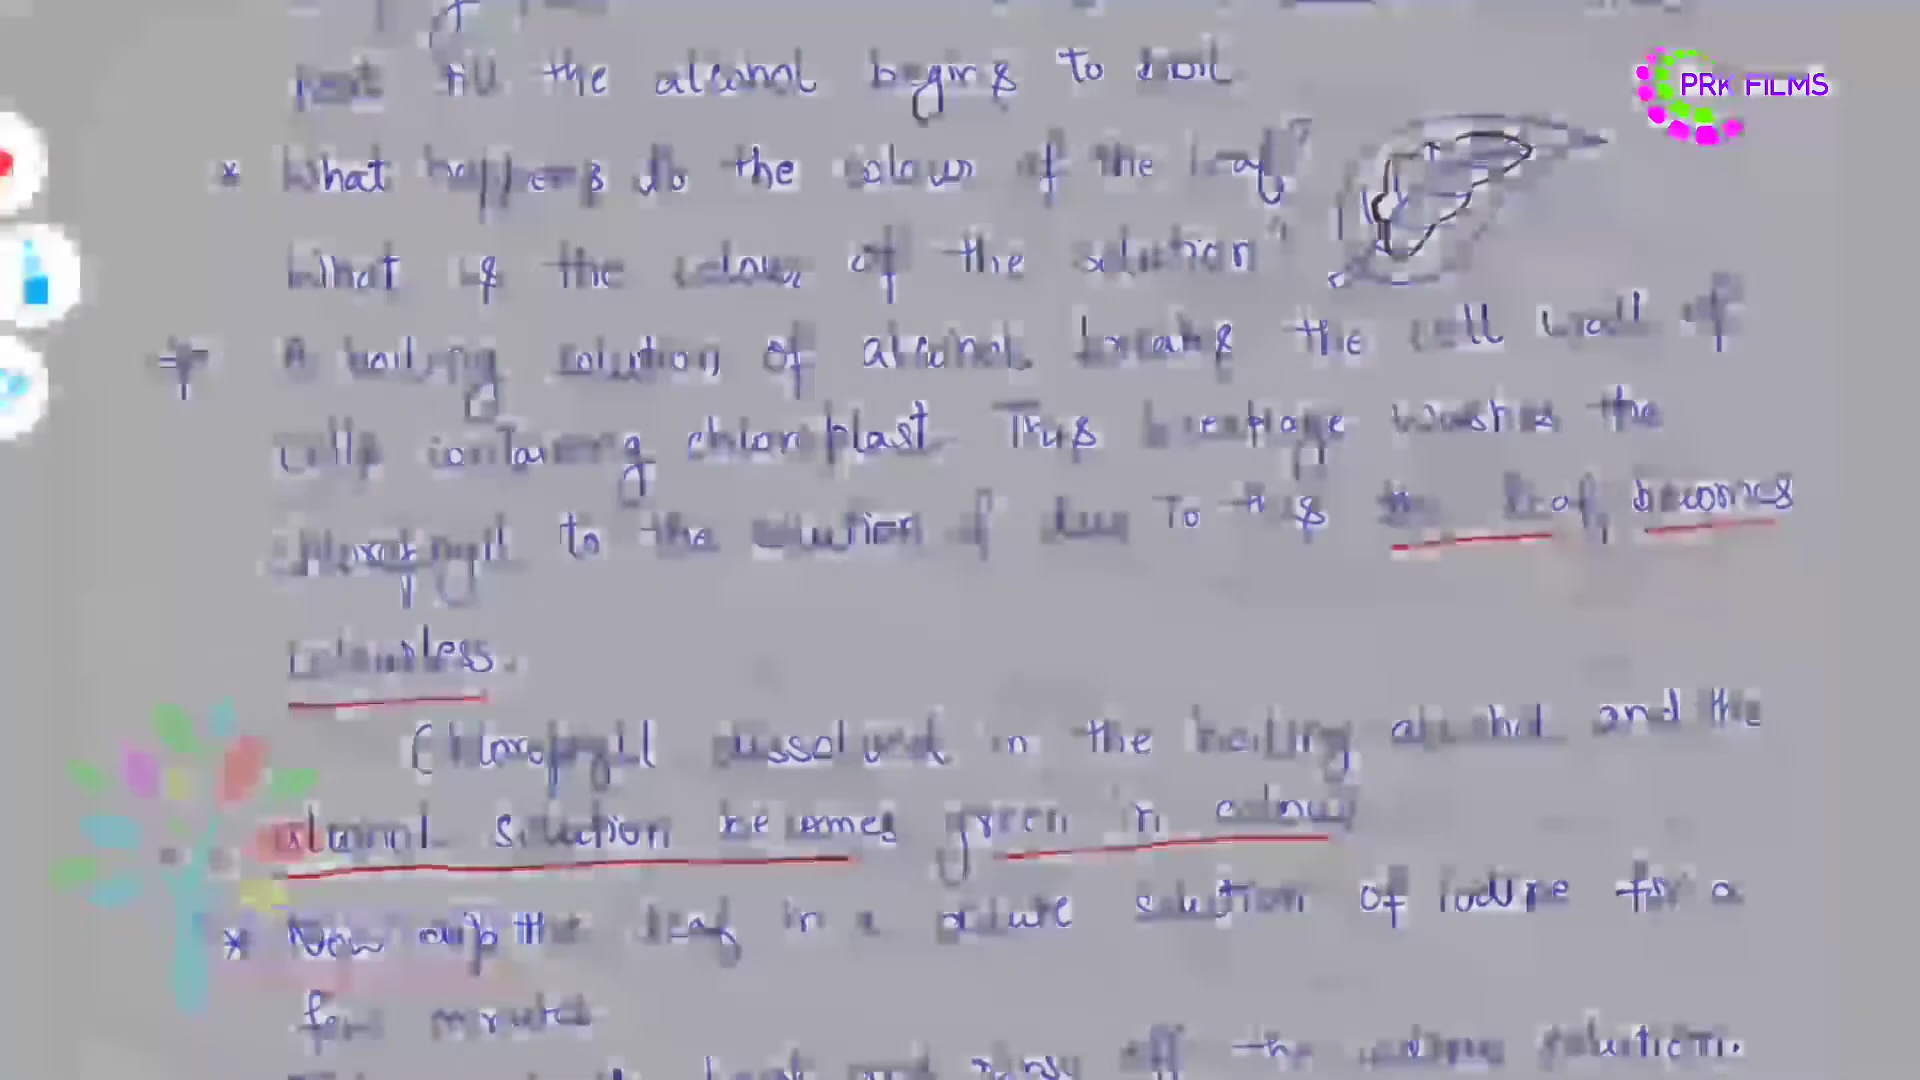 till the alcohol begins to boil
PRK FILMS
* What happens to the colour of the leaf?
What is the colour of the solution?
⇒ A boiling solution of alcohol breaks the cell wall of
cells containing chloroplast This breakage washes the
to the solution due to this the leaf becomes
colourless.
Chlorophyll dissolved in the boiling alcohol and the
alcohol solution becomes green in colour
* Now dip the leaf in a dilute solution of iodine for a
few minutes
off the iodine solution.